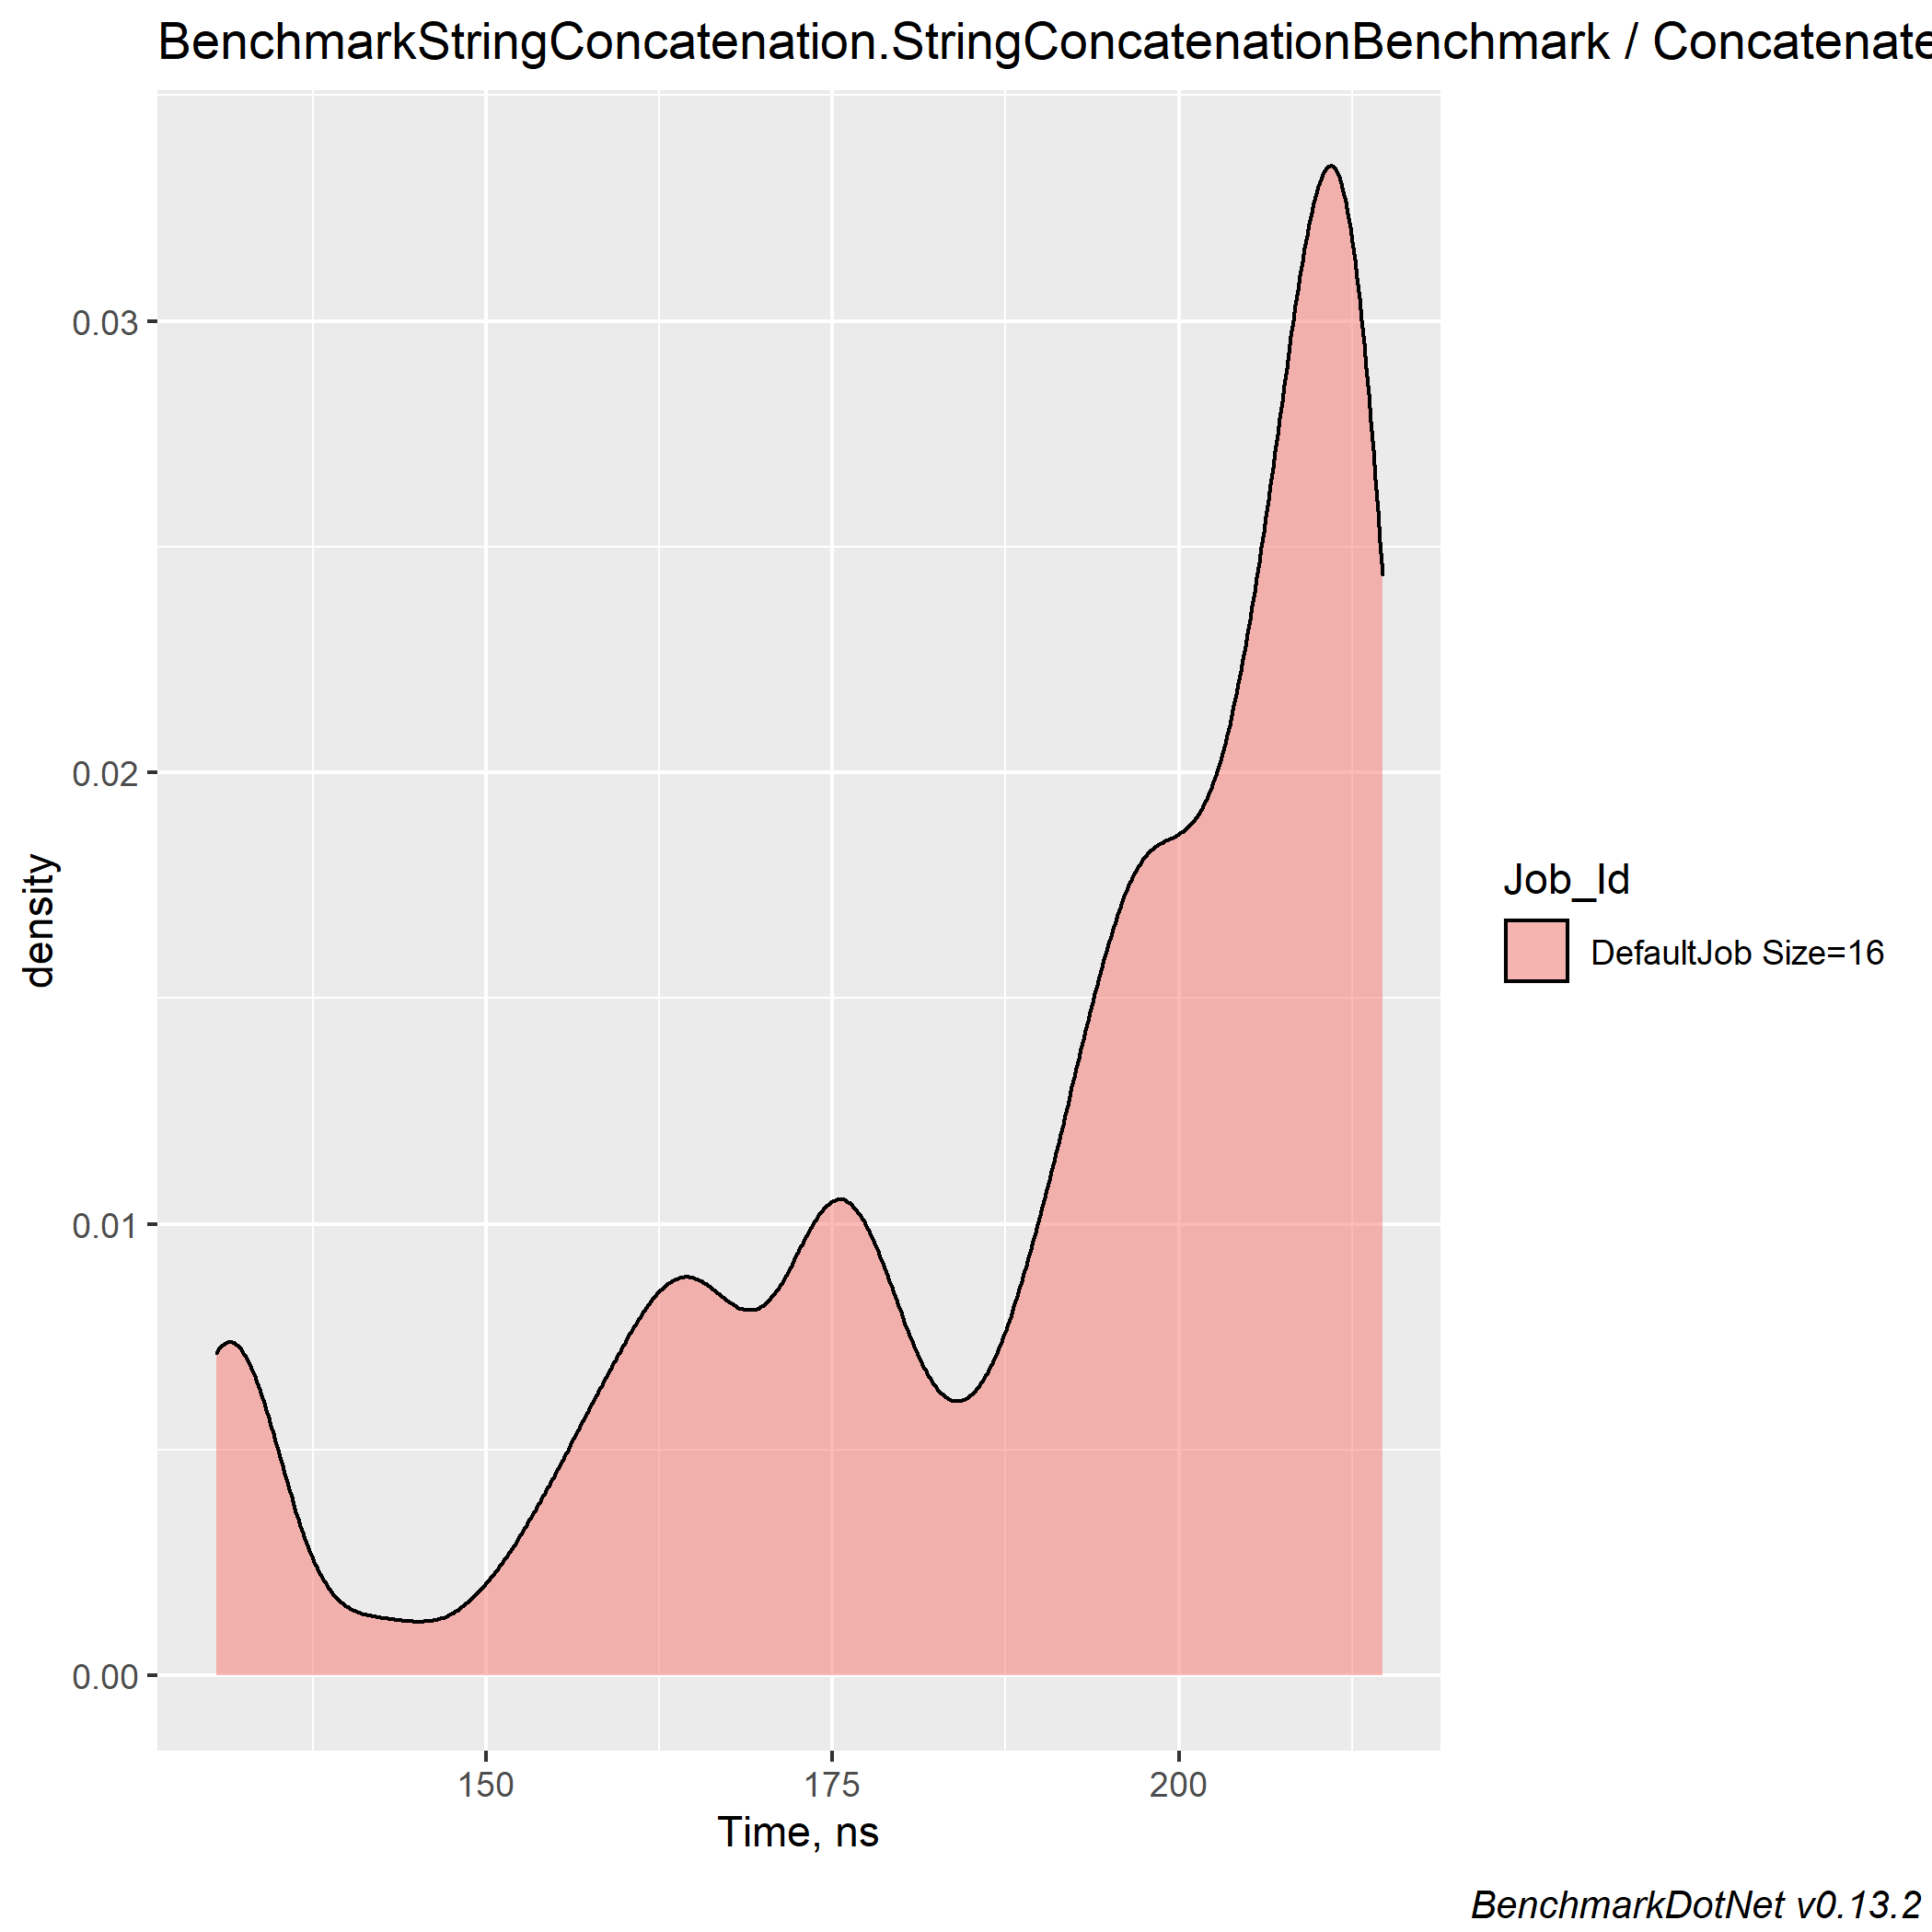 BenchmarkStringConcatenation.StringConcatenationBenchmark / Concatenate
0.03
0.02
0.01
0.00
density
150 175 200
Time, ns
Job_Id
DefaultJob Size=16
BenchmarkDotNet v0.13.2